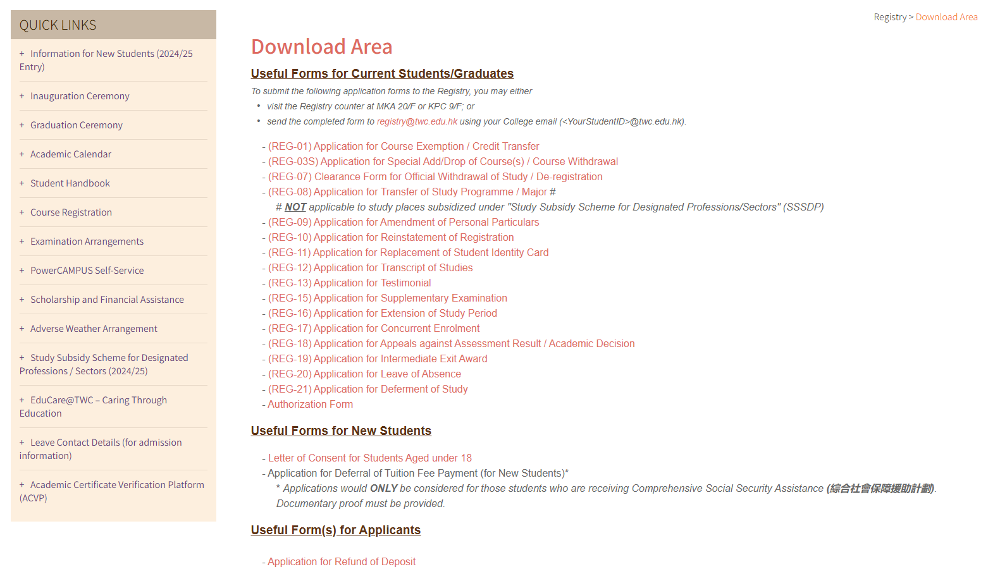 QUICK LINKS
+ Information for New Students (2024/25
Entry)
+ Inauguration Ceremony
+ Graduation Ceremony
+ Academic Calendar
+ Student Handbook
+ Course Registration
+ Examination Arrangements
+ PowerCAMPUS Self-Service
+ Scholarship and Financial Assistance
+ Adverse Weather Arrangement
+ Study Subsidy Scheme for Designated
Professions / Sectors (2024/25)
+ EduCare@TWC – Caring Through
Education
+ Leave Contact Details (for admission
information)
+ Academic Certificate Verification Platform
(ACVP)
Registry > Download Area
Download Area
Useful Forms for Current Students/Graduates
To submit the following application forms to the Registry, you may either
• visit the Registry counter at MKA 20/F or KPC 9/F; or
• send the completed form to registry@twc.edu.hk using your College email (<YourStudentID>@twc.edu.hk).
- (REG-01) Application for Course Exemption / Credit Transfer
- (REG-03S) Application for Special Add/Drop of Course(s) / Course Withdrawal
- (REG-07) Clearance Form for Official Withdrawal of Study / De-registration
- (REG-08) Application for Transfer of Study Programme / Major #
# NOT applicable to study places subsidized under "Study Subsidy Scheme for Designated Professions/Sectors" (SSSDP)
- (REG-09) Application for Amendment of Personal Particulars
- (REG-10) Application for Reinstatement of Registration
- (REG-11) Application for Replacement of Student Identity Card
- (REG-12) Application for Transcript of Studies
- (REG-13) Application for Testimonial
- (REG-15) Application for Supplementary Examination
- (REG-16) Application for Extension of Study Period
- (REG-17) Application for Concurrent Enrolment
- (REG-18) Application for Appeals against Assessment Result / Academic Decision
- (REG-19) Application for Intermediate Exit Award
- (REG-20) Application for Leave of Absence
- (REG-21) Application for Deferment of Study
- Authorization Form
Useful Forms for New Students
- Letter of Consent for Students Aged under 18
- Application for Deferral of Tuition Fee Payment (for New Students)*
* Applications would ONLY be considered for those students who are receiving Comprehensive Social Security Assistance (綜合社會保障援助計劃).
Documentary proof must be provided.
Useful Form(s) for Applicants
- Application for Refund of Deposit